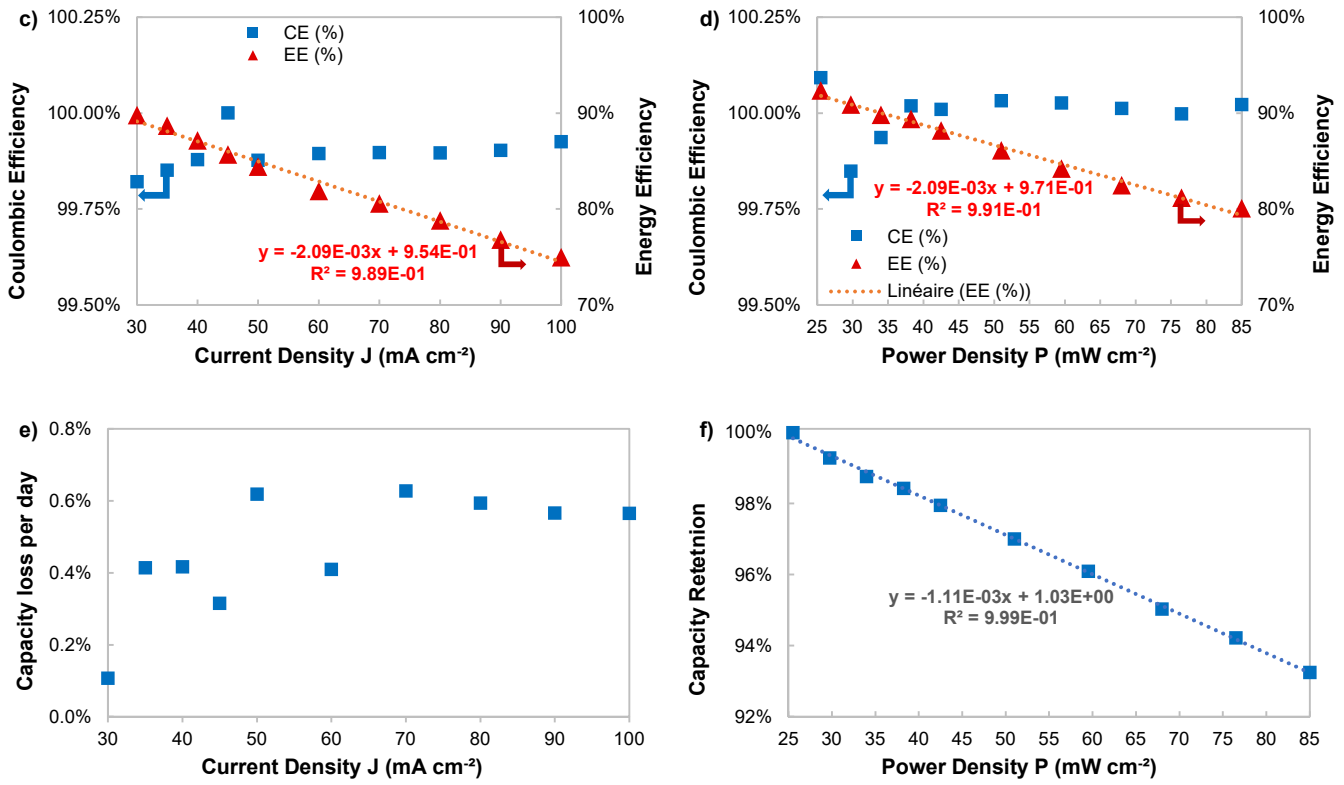 c)
100.25%
100.00%
99.75%
99.50%
Coulombic Efficiency
CE (%)
EE (%)
y = -2.09E-03x + 9.54E-01
R² = 9.89E-01
100%
90%
80%
70%
Energy Efficiency
30 40 50 60 70 80 90 100
Current Density J (mA cm⁻²)
d)
100.25%
100.00%
99.75%
99.50%
Coulombic Efficiency
y = -2.09E-03x + 9.71E-01
R² = 9.91E-01
CE (%)
EE (%)
Linéaire (EE (%))
100%
90%
80%
70%
Energy Efficiency
25 30 35 40 45 50 55 60 65 70 75 80 85
Power Density P (mW cm⁻²)
e)
0.8%
0.6%
0.4%
0.2%
0.0%
Capacity loss per day
30 40 50 60 70 80 90 100
Current Density J (mA cm⁻²)
f)
100%
98%
96%
94%
92%
Capacity Retetnion
y = -1.11E-03x + 1.03E+00
R² = 9.99E-01
25 30 35 40 45 50 55 60 65 70 75 80 85
Power Density P (mW cm⁻²)